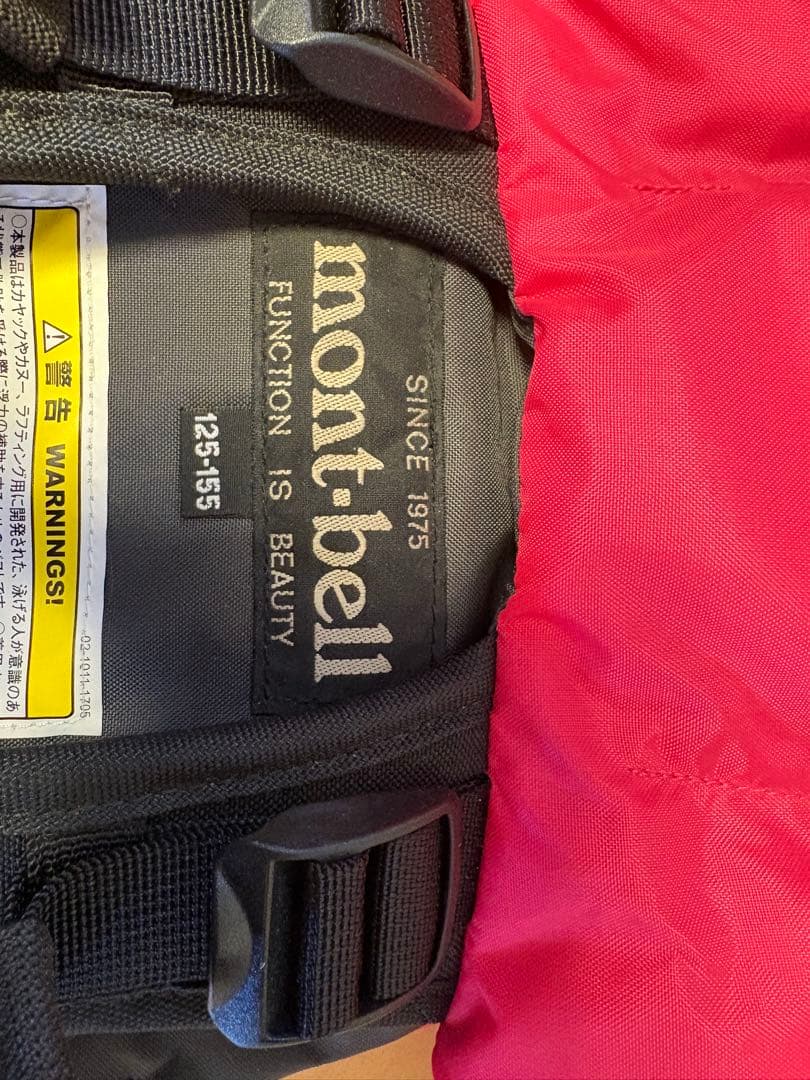 SINCE 1975
mont-bell
FUNCTION IS BEAUTY
125-155
02-1011-1705
警告 WARNINGS!
○本製品はカヤックやカヌー、ラフティング用に開発された、泳げる人が意識のあ